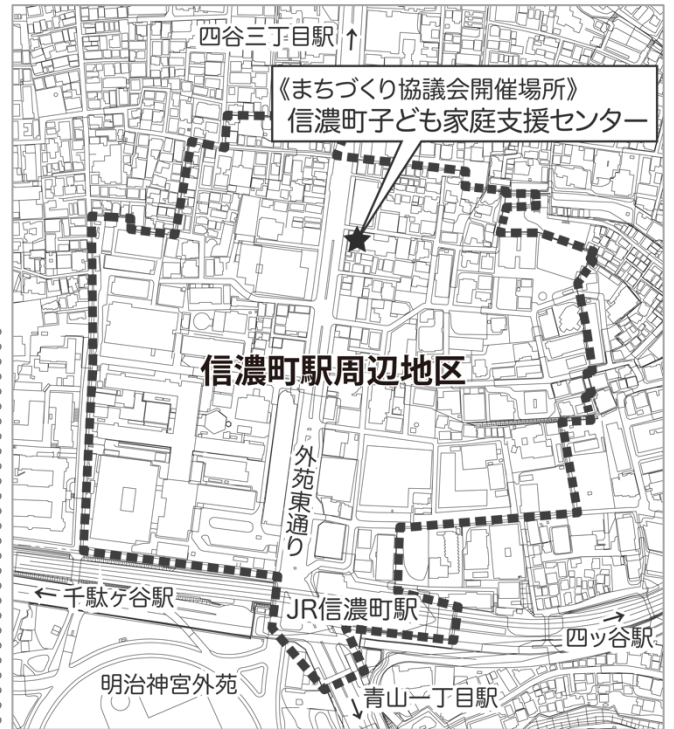 四谷三丁目駅 ↑
《まちづくり協議会開催場所》
信濃町子ども家庭支援センター
信濃町駅周辺地区
外苑東通り
← 千駄ケ谷駅
JR信濃町駅
→
四ッ谷駅
明治神宮外苑
青山一丁目駅
↓